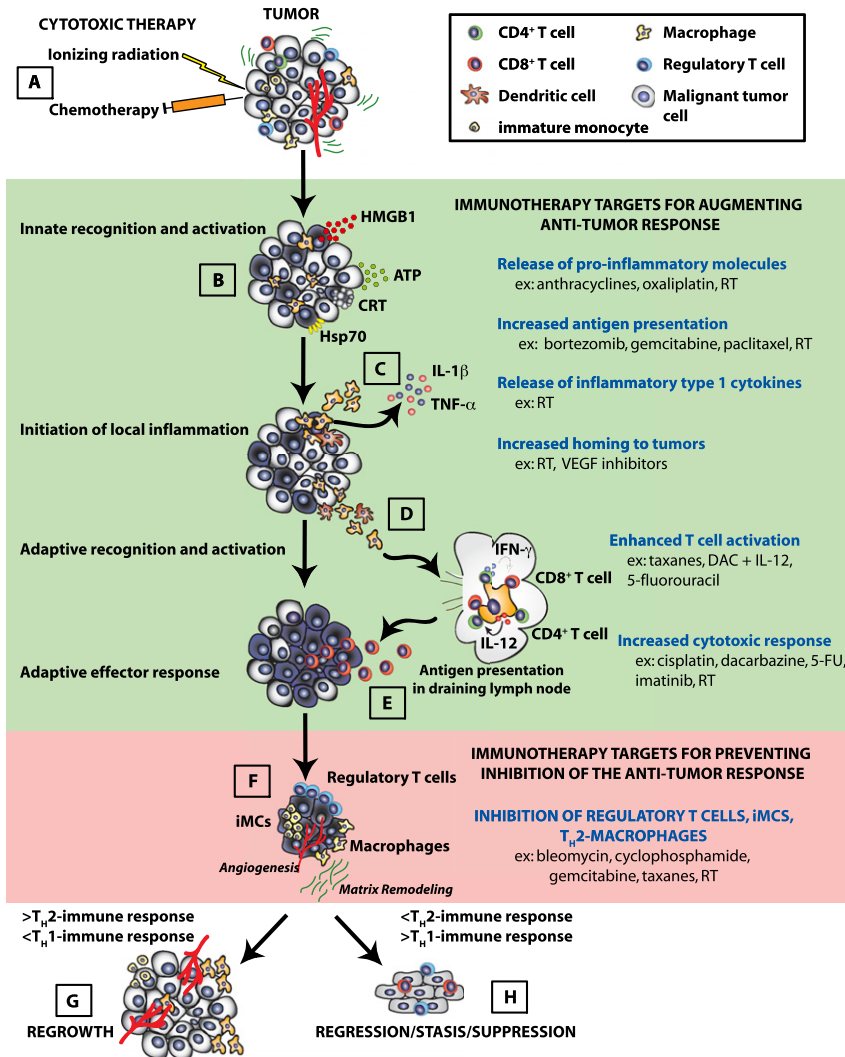 CYTOTOXIC THERAPY
TUMOR
Ionizing radiation
A
Chemotherapy
CD4+ T cell
CD8+ T cell
Dendritic cell
immature monocyte
Macrophage
Regulatory T cell
Malignant tumor
cell
Innate recognition and activation
HMGB1
B
ATP
CRT
Hsp70
IMMUNOTHERAPY TARGETS FOR AUGMENTING
ANTI-TUMOR RESPONSE
Release of pro-inflammatory molecules
ex: anthracyclines, oxaliplatin, RT
Increased antigen presentation
ex: bortezomib, gemcitabine, paclitaxel, RT
C
IL-1β
TNF-α
Release of inflammatory type 1 cytokines
ex: RT
Initiation of local inflammation
Increased homing to tumors
ex: RT, VEGF inhibitors
D
Adaptive recognition and activation
IFN-γ
CD8+ T cell
CD4+ T cell
IL-12
Enhanced T cell activation
ex: taxanes, DAC + IL-12,
5-fluorouracil
Increased cytotoxic response
ex: cisplatin, dacarbazine, 5-FU,
imatinib, RT
Adaptive effector response
Antigen presentation
in draining lymph node
E
F
Regulatory T cells
iMCs
Macrophages
Angiogenesis
Matrix Remodeling
IMMUNOTHERAPY TARGETS FOR PREVENTING
INHIBITION OF THE ANTI-TUMOR RESPONSE
INHIBITION OF REGULATORY T CELLS, iMCS,
TH2-MACROPHAGES
ex: bleomycin, cyclophosphamide,
gemcitabine, taxanes, RT
>TH2-immune response
<TH1-immune response
<TH2-immune response
>TH1-immune response
G
REGROWTH
H
REGRESSION/STASIS/SUPPRESSION